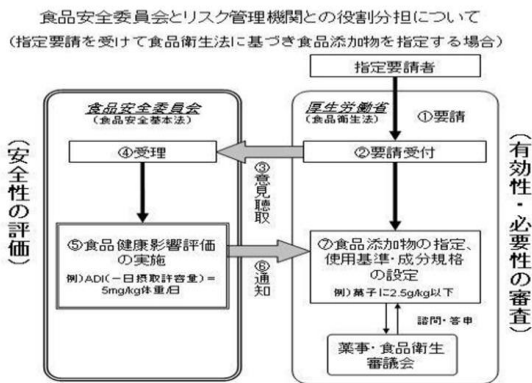 食品安全委員会とリスク管理機関との役割分担について
(指定要請を受けて食品衛生法に基づき食品添加物を指定する場合)
指定要請者
食品安全委員会
(食品安全基本法)
厚生労働省
(食品衛生法)
①要請
④受理
③意見聴取
②要請受付
安全性の評価
(有効性・必要性の審査)
⑤食品健康影響評価
の実施
例)ADI(一日摂取許容量)=
5mg/kg体重/日
⑥通知
⑦食品添加物の指定、
使用基準・成分規格
の設定
例)菓子に2.5g/kg以下
諮問・答申
薬事・食品衛生
審議会